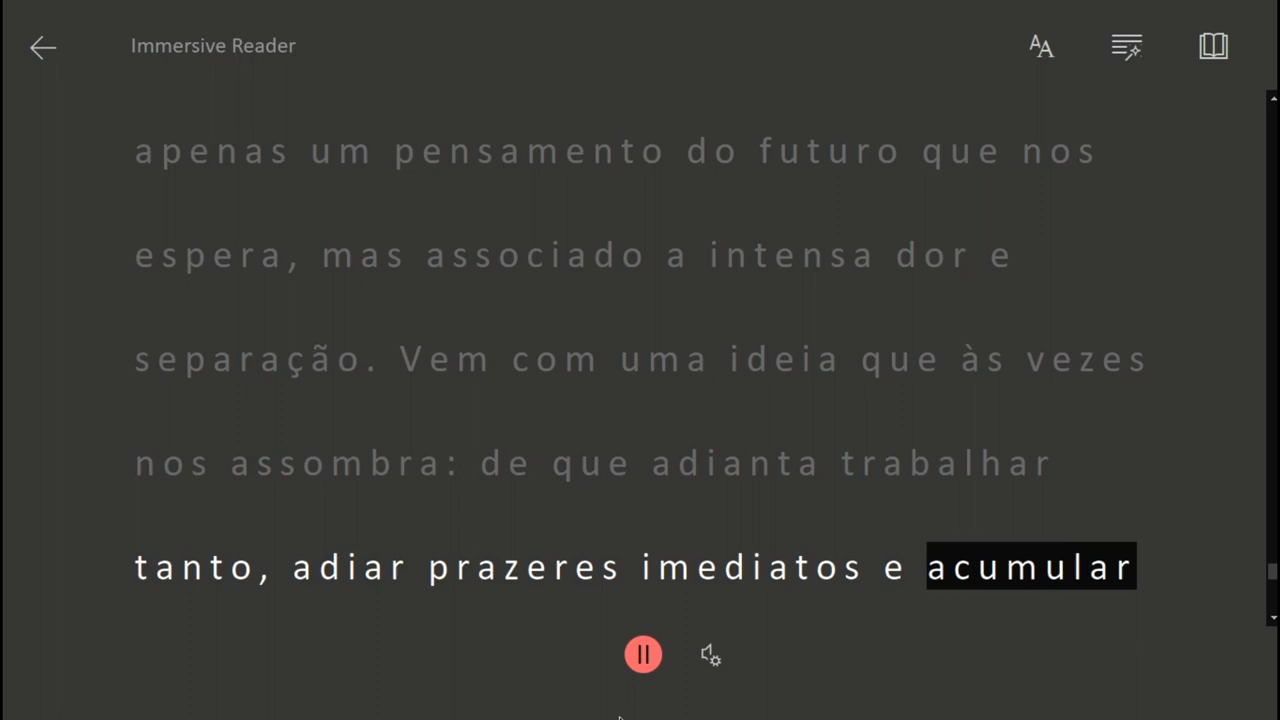 Immersive Reader
apenas um pensamento do futuro que nos
espera, mas associado a intensa dor e
separação. Vem com uma ideia que às vezes
nos assombra: de que adianta trabalhar
tanto, adiar prazeres imediatos e acumular